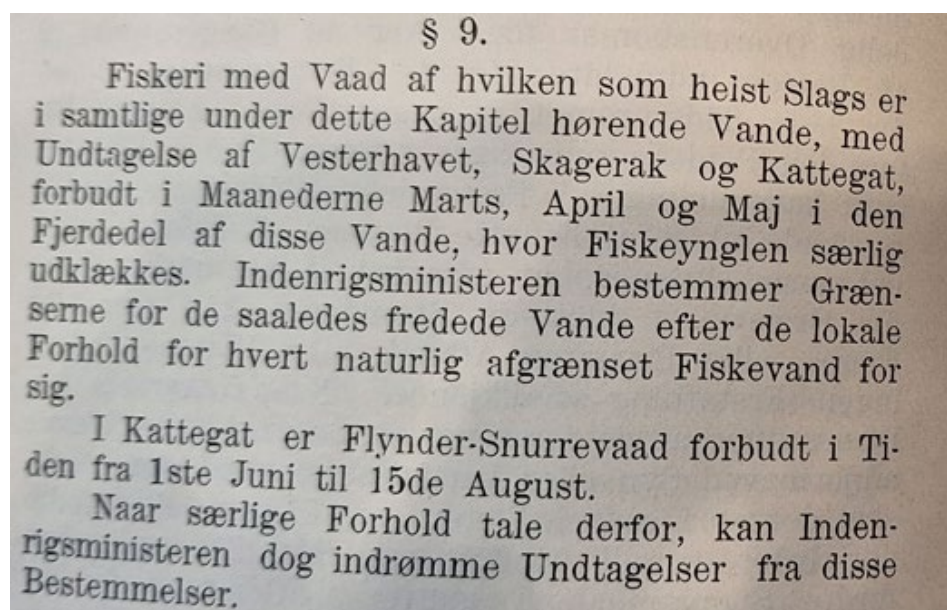 § 9.
Fiskeri med Vaad af hvilken som heist Slags er
i samtlige under dette Kapitel hørende Vande, med
Undtagelse af Vesterhavet, Skagerak og Kattegat,
forbudt i Maanederne Marts, April og Maj i den
Fjerdedel af disse Vande, hvor Fiskeynglen særlig
udklækkes. Indenrigsministeren bestemmer Græn-
serne for de saaledes fredede Vande efter de lokale
Forhold for hvert naturlig afgrænset Fiskevand for
sig.
I Kattegat er Flynder-Snurrevaad forbudt i Ti-
den fra 1ste Juni til 15de August.
Naar særlige Forhold tale derfor, kan Inden-
rigsministeren dog indrømme Undtagelser fra disse
Bestemmelser.